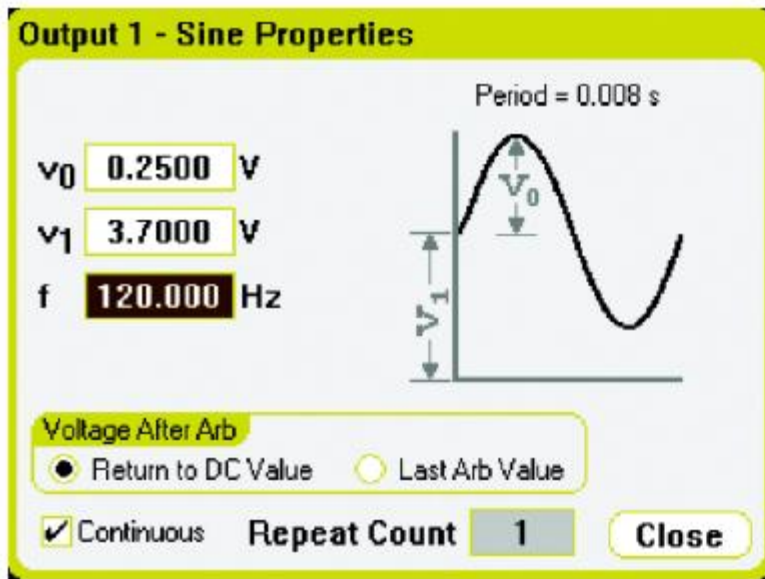 Output 1 - Sine Properties
Period = 0.008 s
v0 0.2500 V
v1 3.7000 V
f 120.000 Hz
V0
V1
Voltage After Arb
Return to DC Value Last Arb Value
Continuous Repeat Count 1 Close